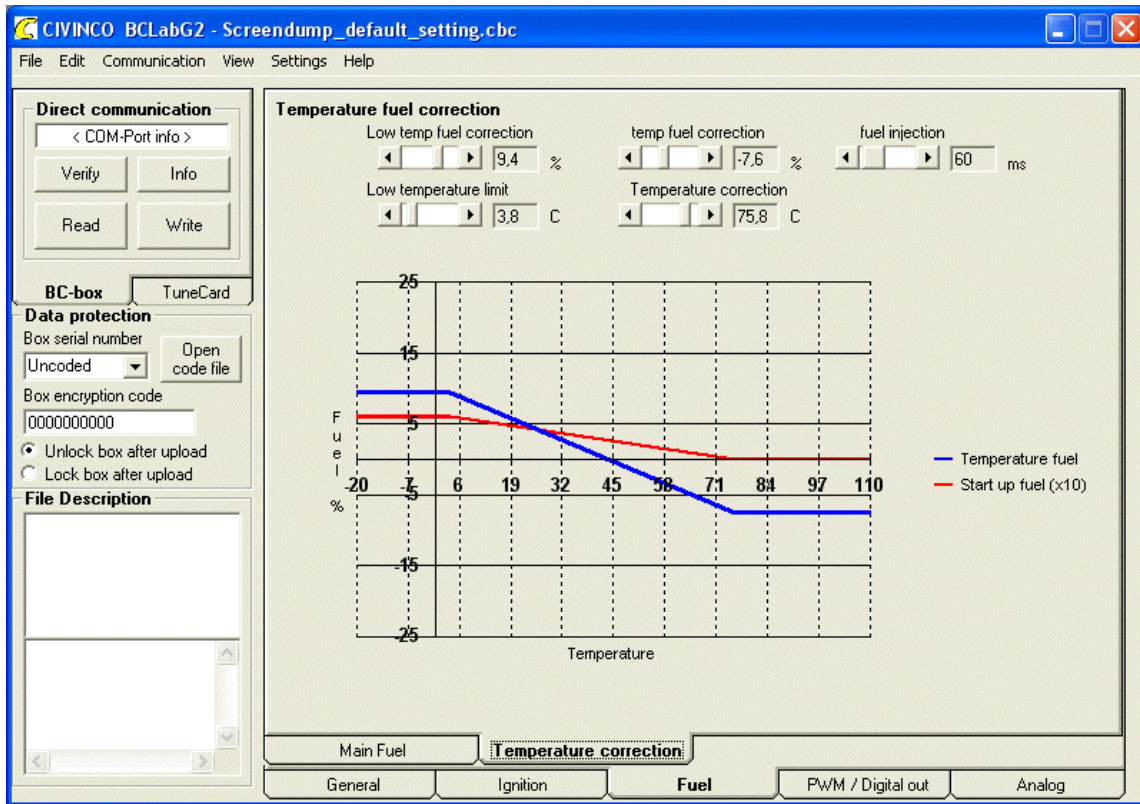 CIVINCO BCLabG2 - Screendump_default_setting.cbc
File Edit Communication View Settings Help
Direct communication
< COM-Port info >
Verify Info
Read Write
BC-box TuneCard
Data protection
Box serial number
Uncoded
Open code file
Box encryption code
0000000000
Unlock box after upload
Lock box after upload
File Description
Temperature fuel correction
Low temp fuel correction temp fuel correction fuel injection
9,4 % -7,6 % 60 ms
Low temperature limit Temperature correction
3,8 C 75,8 C
25
15
5
-20 -7 6 19 32 45 58 71 84 97 110
-5
-15
-25
Fuel %
Temperature
Temperature fuel
Start up fuel (x10)
Main Fuel Temperature correction
General Ignition Fuel PWM / Digital out Analog